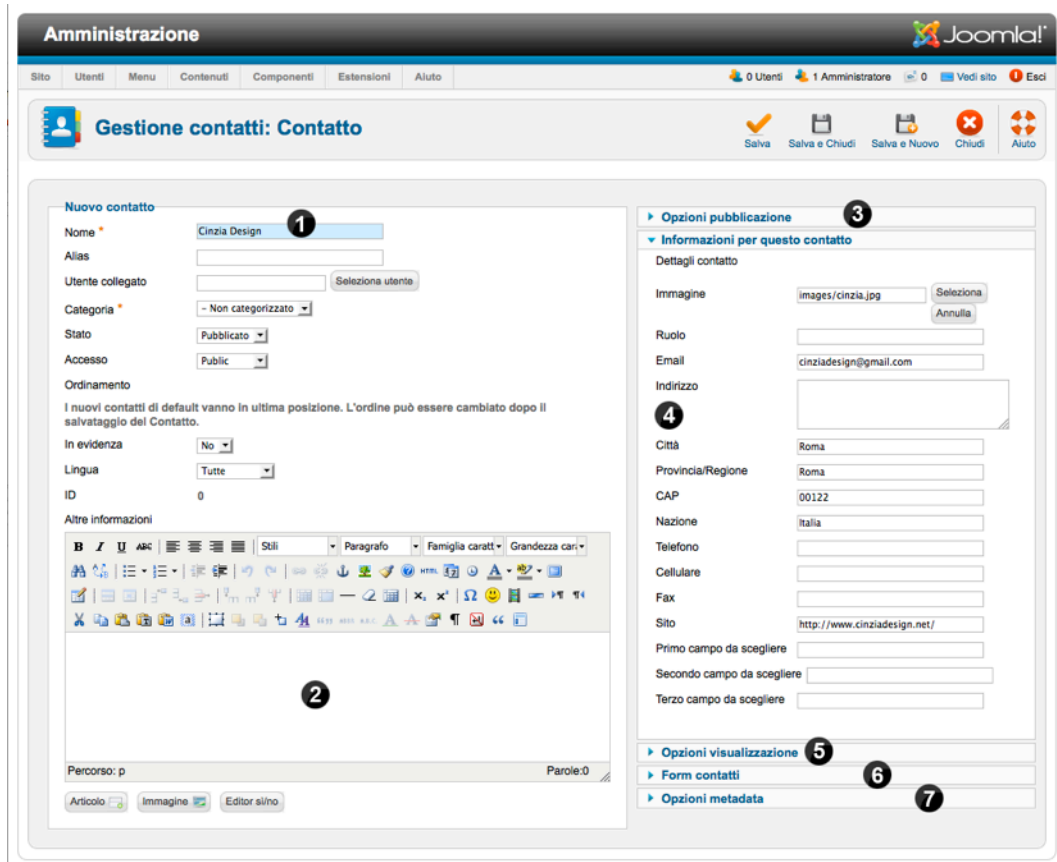 Amministrazione
Joomla!
Sito Utenti Menu Contenuti Componenti Estensioni Aiuto
0 Utenti 1 Amministratore 0 Vedi sito Esci
Gestione contatti: Contatto
Salva Salva e Chiudi Salva e Nuovo Chiudi Aiuto
Nuovo contatto
Nome * Cinzia Design 1
Alias
Utente collegato Seleziona utente
Categoria * - Non categorizzato
Stato Pubblicato
Accesso Public
Ordinamento
I nuovi contatti di default vanno in ultima posizione. L'ordine può essere cambiato dopo il
salvataggio del Contatto.
In evidenza No
Lingua Tutte
ID 0
Altre informazioni
B I U ABC Stili Paragrafo Famiglia caratt Grandezza car
HTML
2
Percorso: p Parole:0
Articolo Immagine Editor sì/no
Opzioni pubblicazione 3
Informazioni per questo contatto
Dettagli contatto
Immagine images/cinzia.jpg Seleziona
Annulla
Ruolo
Email cinziadesign@gmail.com
Indirizzo
4
Città Roma
Provincia/Regione Roma
CAP 00122
Nazione Italia
Telefono
Cellulare
Fax
Sito http://www.cinziadesign.net/
Primo campo da scegliere
Secondo campo da scegliere
Terzo campo da scegliere
Opzioni visualizzazione 5
Form contatti 6
Opzioni metadata 7